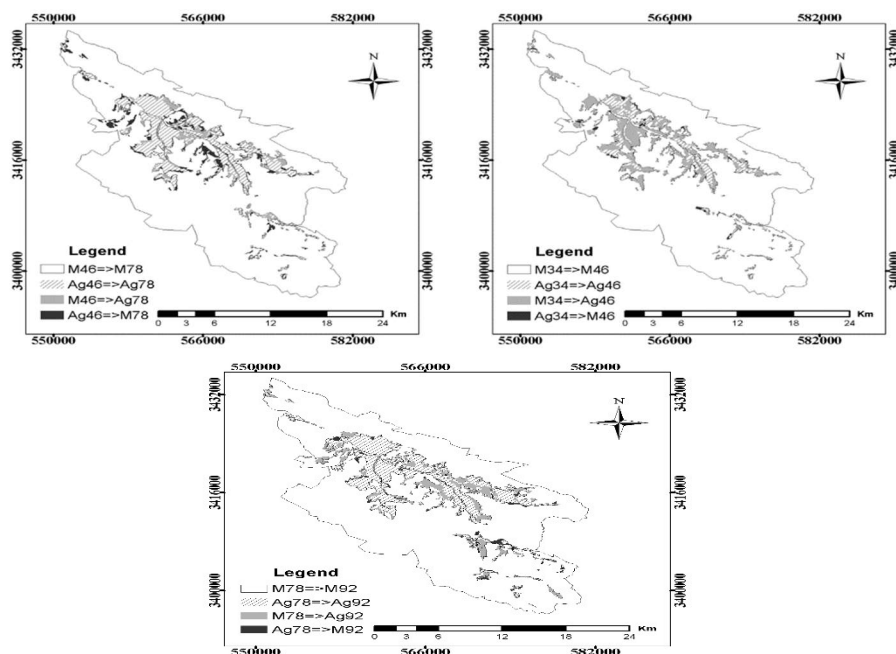 550000 566000 582000
3432000
N
3416000
3400000
Legend
M46=>M78
Ag46=>Ag78
M46=>Ag78
Ag46=>M78
Km
0 3 6 12 18 24
550000 566000 582000
550000 566000 582000
3432000
N
3416000
3400000
Legend
M34=>M46
Ag34=>Ag46
M34=>Ag46
Ag34=>M46
Km
0 3 6 12 18 24
550000 566000 582000
550000 566000 582000
3432000
N
3416000
3400000
Legend
M78=>M92
Ag78=>Ag92
M78=>Ag92
Ag78=>M92
Km
0 3 6 12 18 24
550000 566000 582000